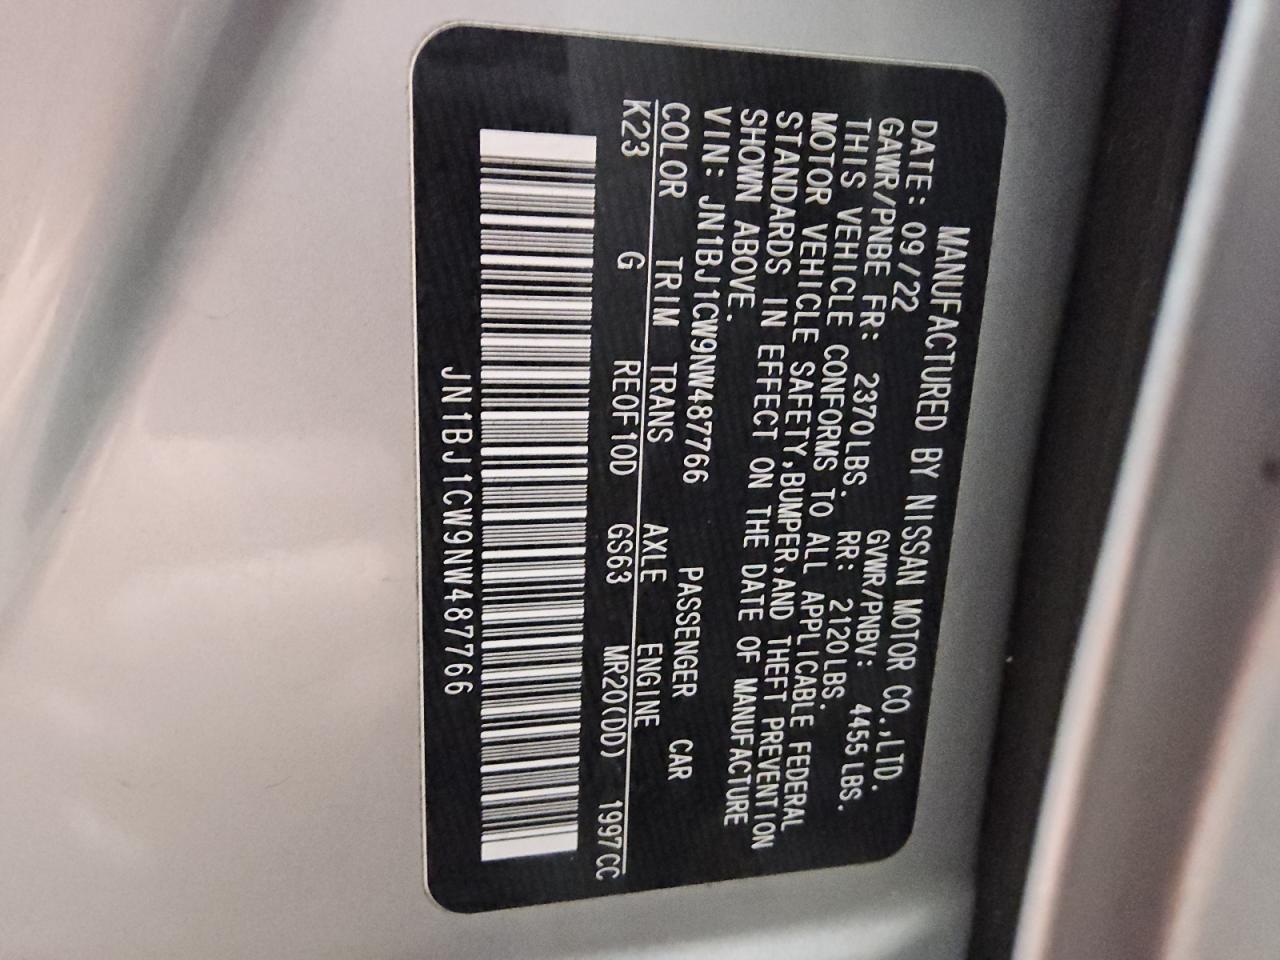 MANUFACTURED BY NISSAN MOTOR CO.,LTD.
DATE: 09/22 GVWR/PNBV: 4455 LBS.
GAWR/PNBE FR: 2370LBS. RR: 2120LBS.
THIS VEHICLE CONFORMS TO ALL APPLICABLE FEDERAL
MOTOR VEHICLE SAFETY,BUMPER,AND THEFT PREVENTION
STANDARDS IN EFFECT ON THE DATE OF MANUFACTURE
SHOWN ABOVE.
VIN: JN1BJ1CW9NW487766 PASSENGER CAR
COLOR TRIM TRANS AXLE ENGINE
K23 G REOF10D GS63 MR20(DD) 1997CC
JN1BJ1CW9NW487766